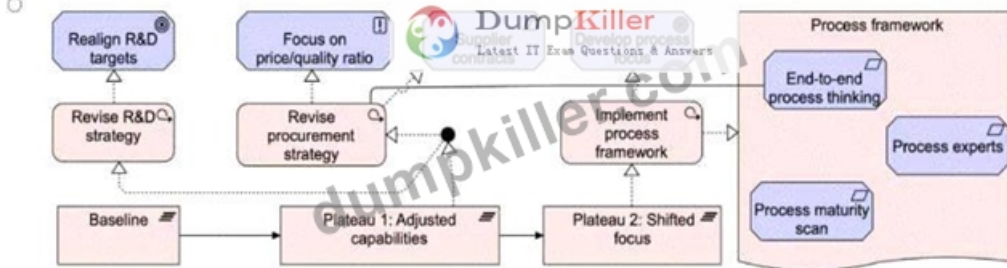 DumpKiller
Latest IT Exam Questions & Answers
Realign R&D
targets
Focus on
price/quality ratio
Supplier
contracts
Develop process
focus
Process framework
End-to-end
process thinking
Process experts
Process maturity
scan
Revise R&D
strategy
Revise
procurement
strategy
Implement
process
framework
Baseline
Plateau 1: Adjusted
capabilities
Plateau 2: Shifted
focus
dumpkiller.com